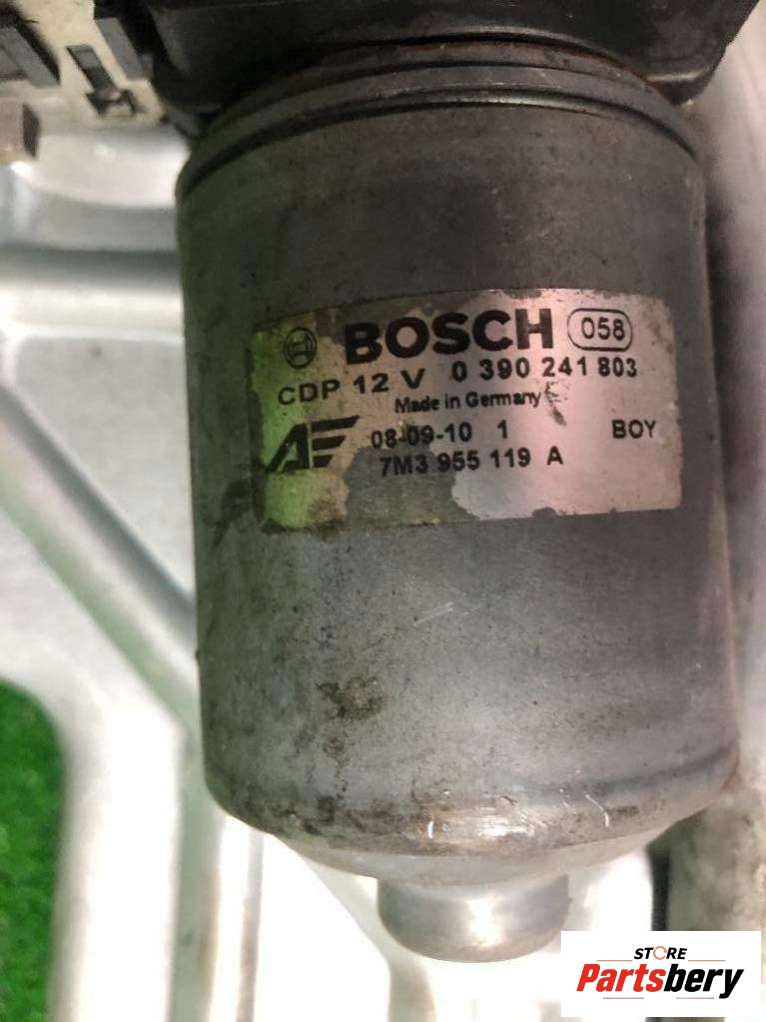 BOSCH 058
CDP 12 V 0 390 241 803
Made in Germany
AE 08-09-10 1 BOY
7M3 955 119 A
STORE
Partsbery